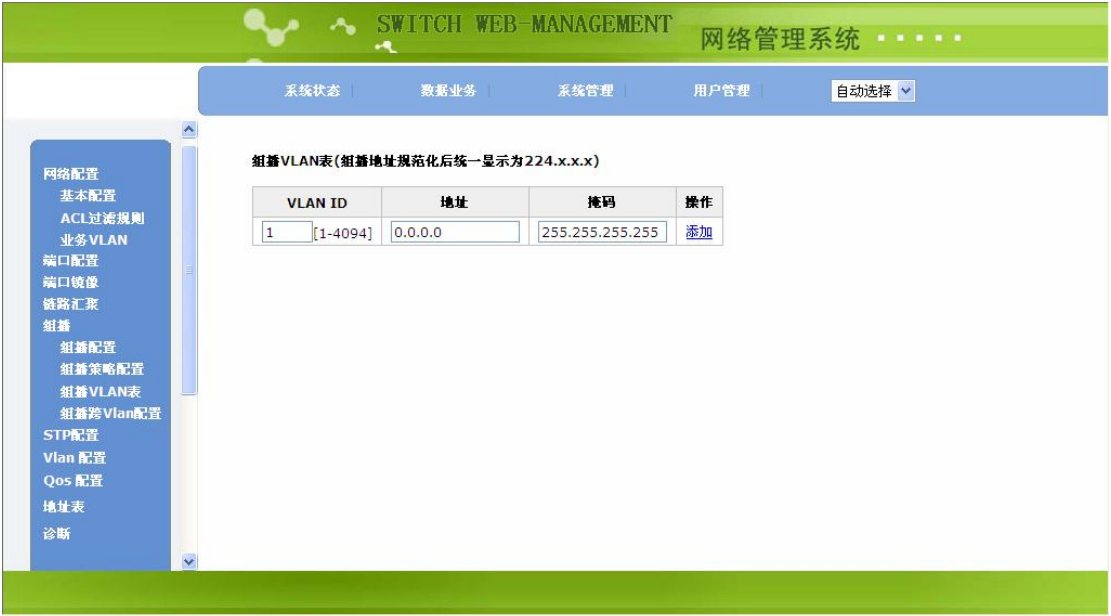 SWITCH WEB-MANAGEMENT
网络管理系统
系统状态 数据业务 系统管理 用户管理 自动选择
网络配置
基本配置
ACL过滤规则
业务VLAN
端口配置
端口镜像
链路汇聚
组播
组播配置
组播策略配置
组播VLAN表
组播跨Vlan配置
STP配置
Vlan 配置
Qos 配置
地址表
诊断
组播VLAN表(组播地址规范化后统一显示为224.x.x.x)
VLAN ID 地址 掩码 操作
1 [1-4094] 0.0.0.0 255.255.255.255 添加